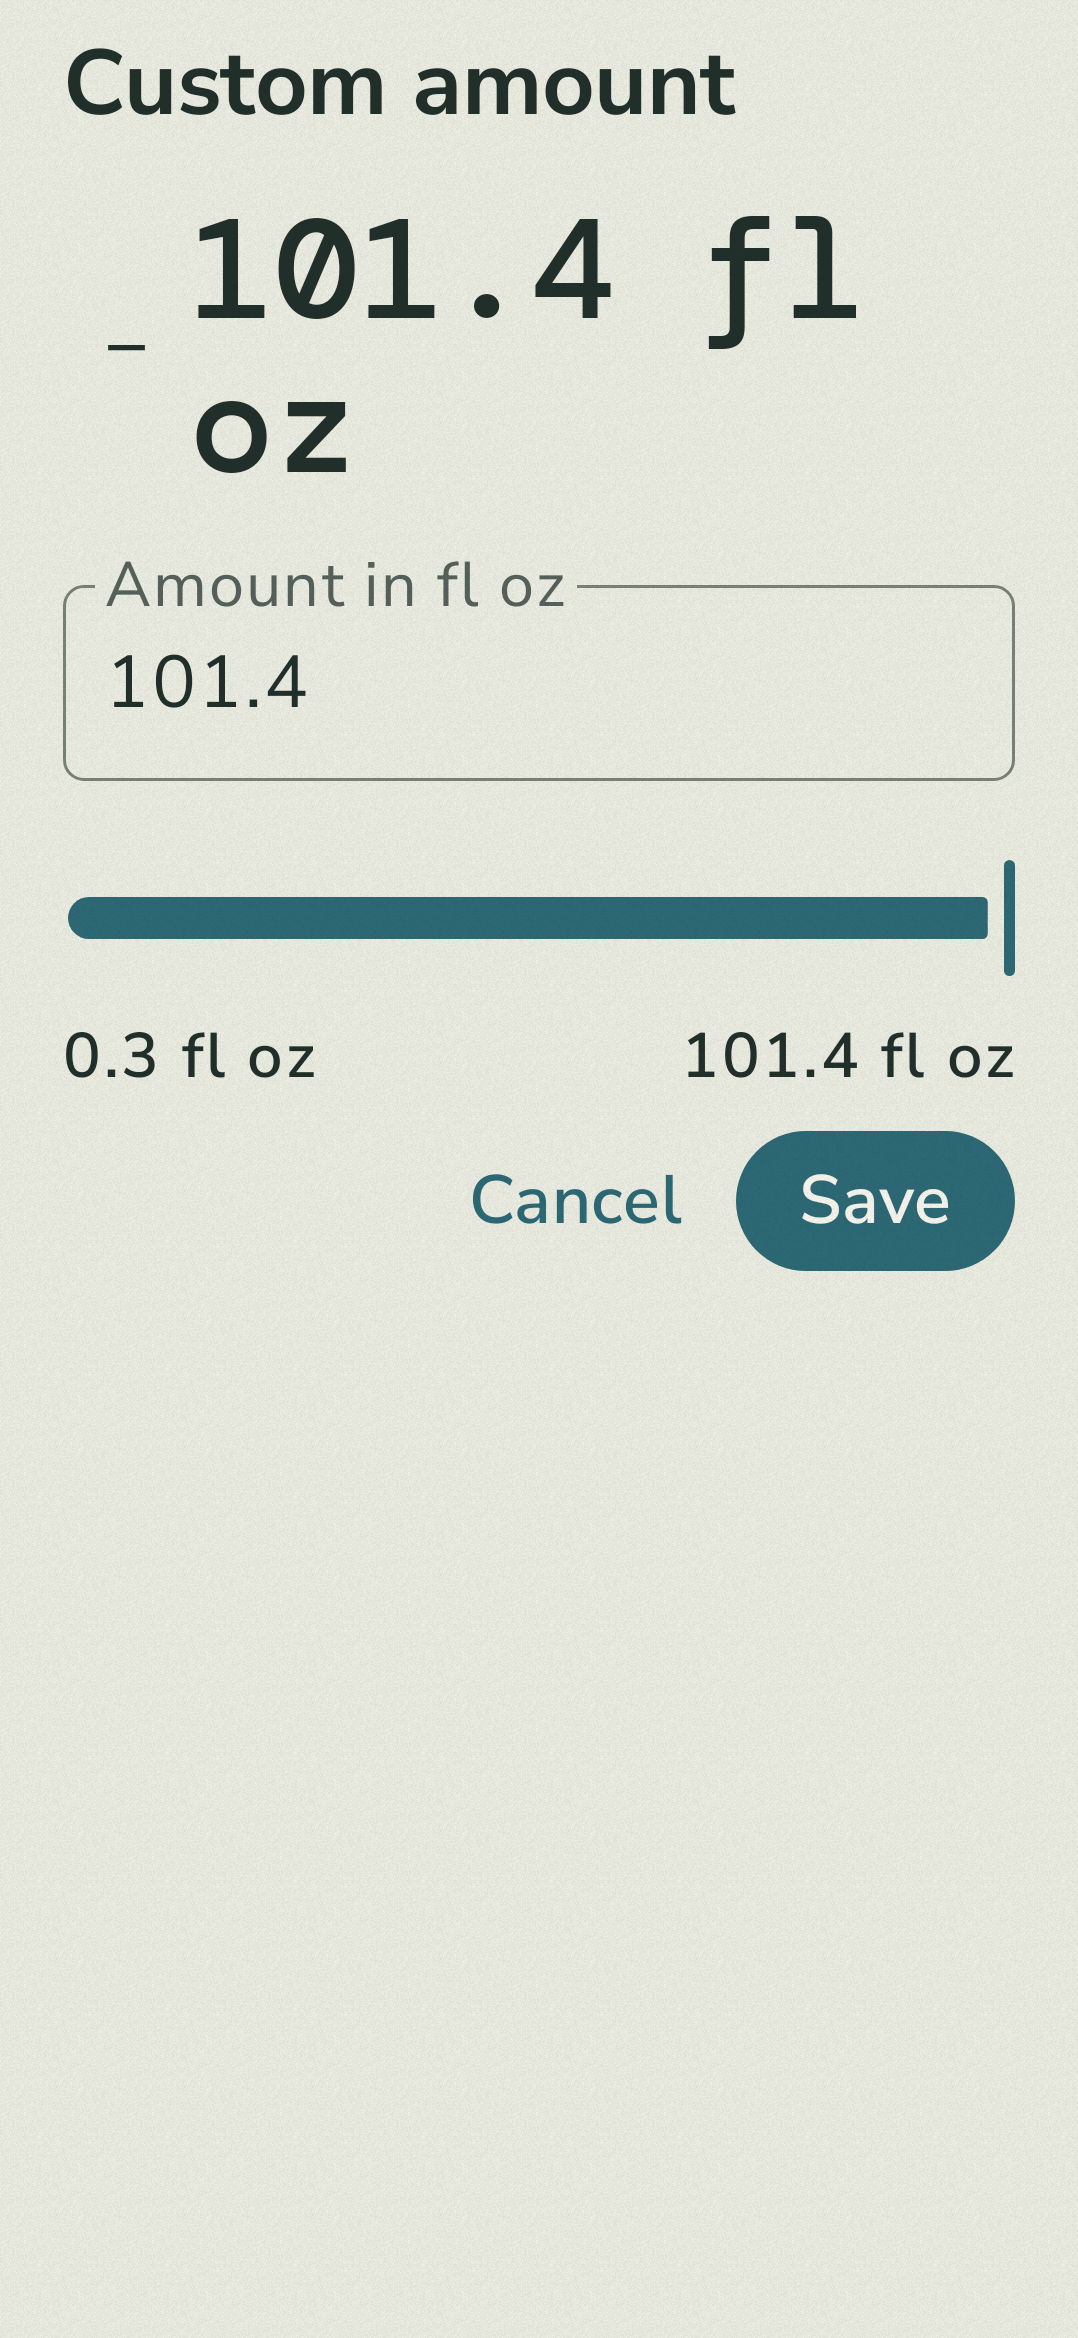 Custom amount
101.4 fl
–
oz
Amount in fl oz
101.4
0.3 fl oz 101.4 fl oz
Cancel Save